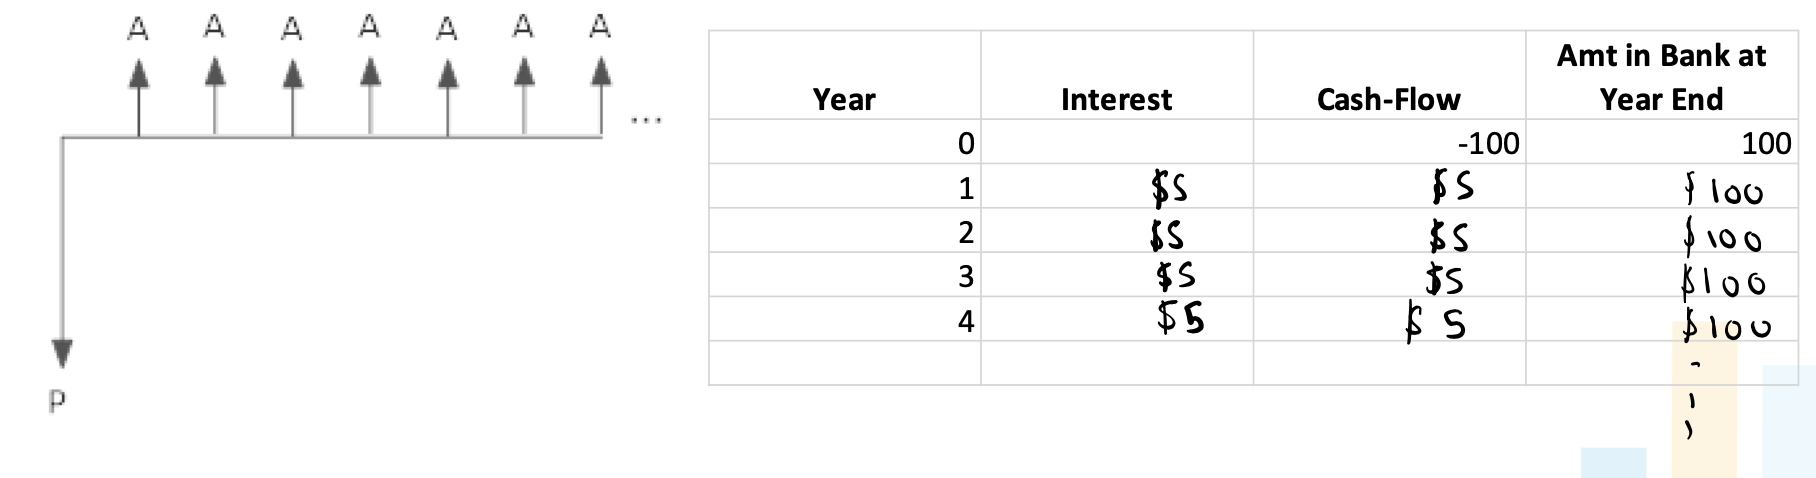 A A A A A A A
...
P
Year Interest Cash-Flow Amt in Bank at Year End
0 -100 100
1 $5 $5 $100
2 $5 $5 $100
3 $5 $5 $100
4 $5 $5 $100